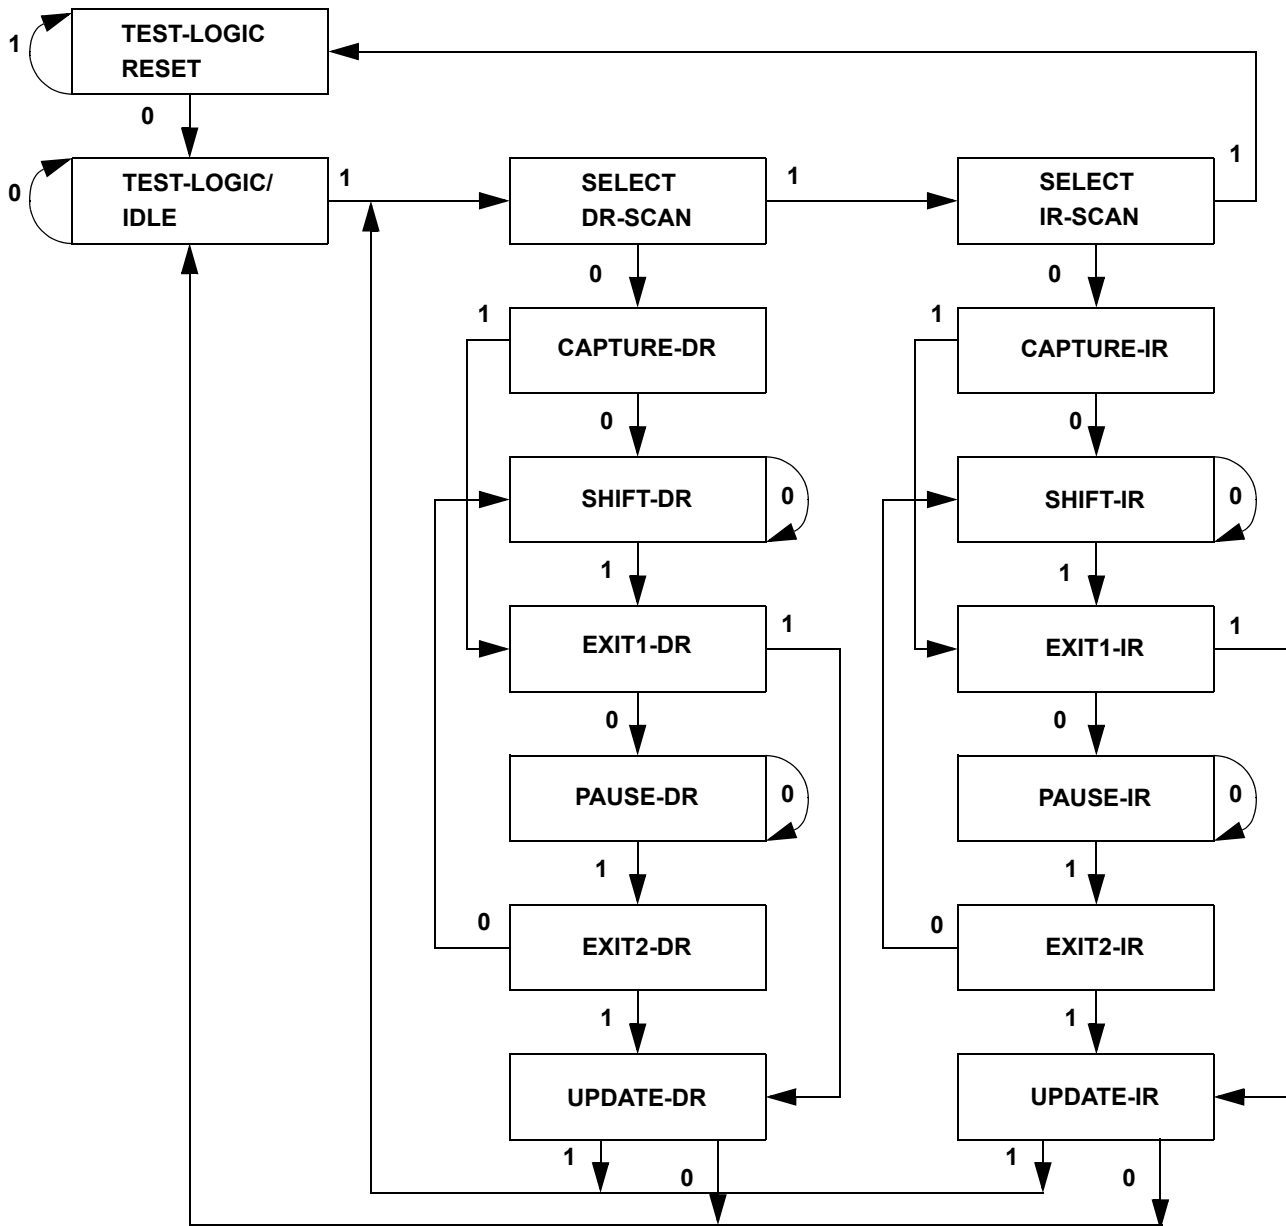 1
TEST-LOGIC
RESET
0
0
TEST-LOGIC/
IDLE
1
SELECT
DR-SCAN
1
SELECT
IR-SCAN
1
0
0
1
CAPTURE-DR
1
CAPTURE-IR
0
0
SHIFT-DR
0
SHIFT-IR
0
1
1
EXIT1-DR
1
EXIT1-IR
1
0
0
PAUSE-DR
0
PAUSE-IR
0
1
1
0
EXIT2-DR
0
EXIT2-IR
1
1
UPDATE-DR
UPDATE-IR
1
0
1
0